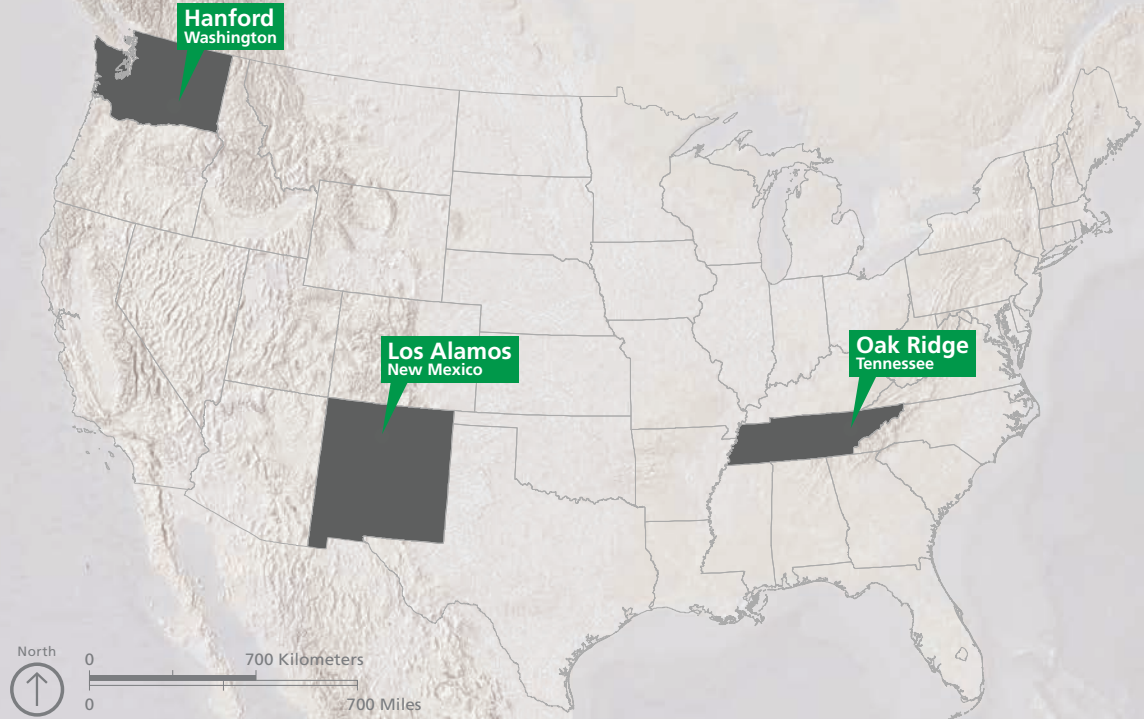 Hanford
Washington
Los Alamos
New Mexico
Oak Ridge
Tennessee
North
0 700 Kilometers
0 700 Miles